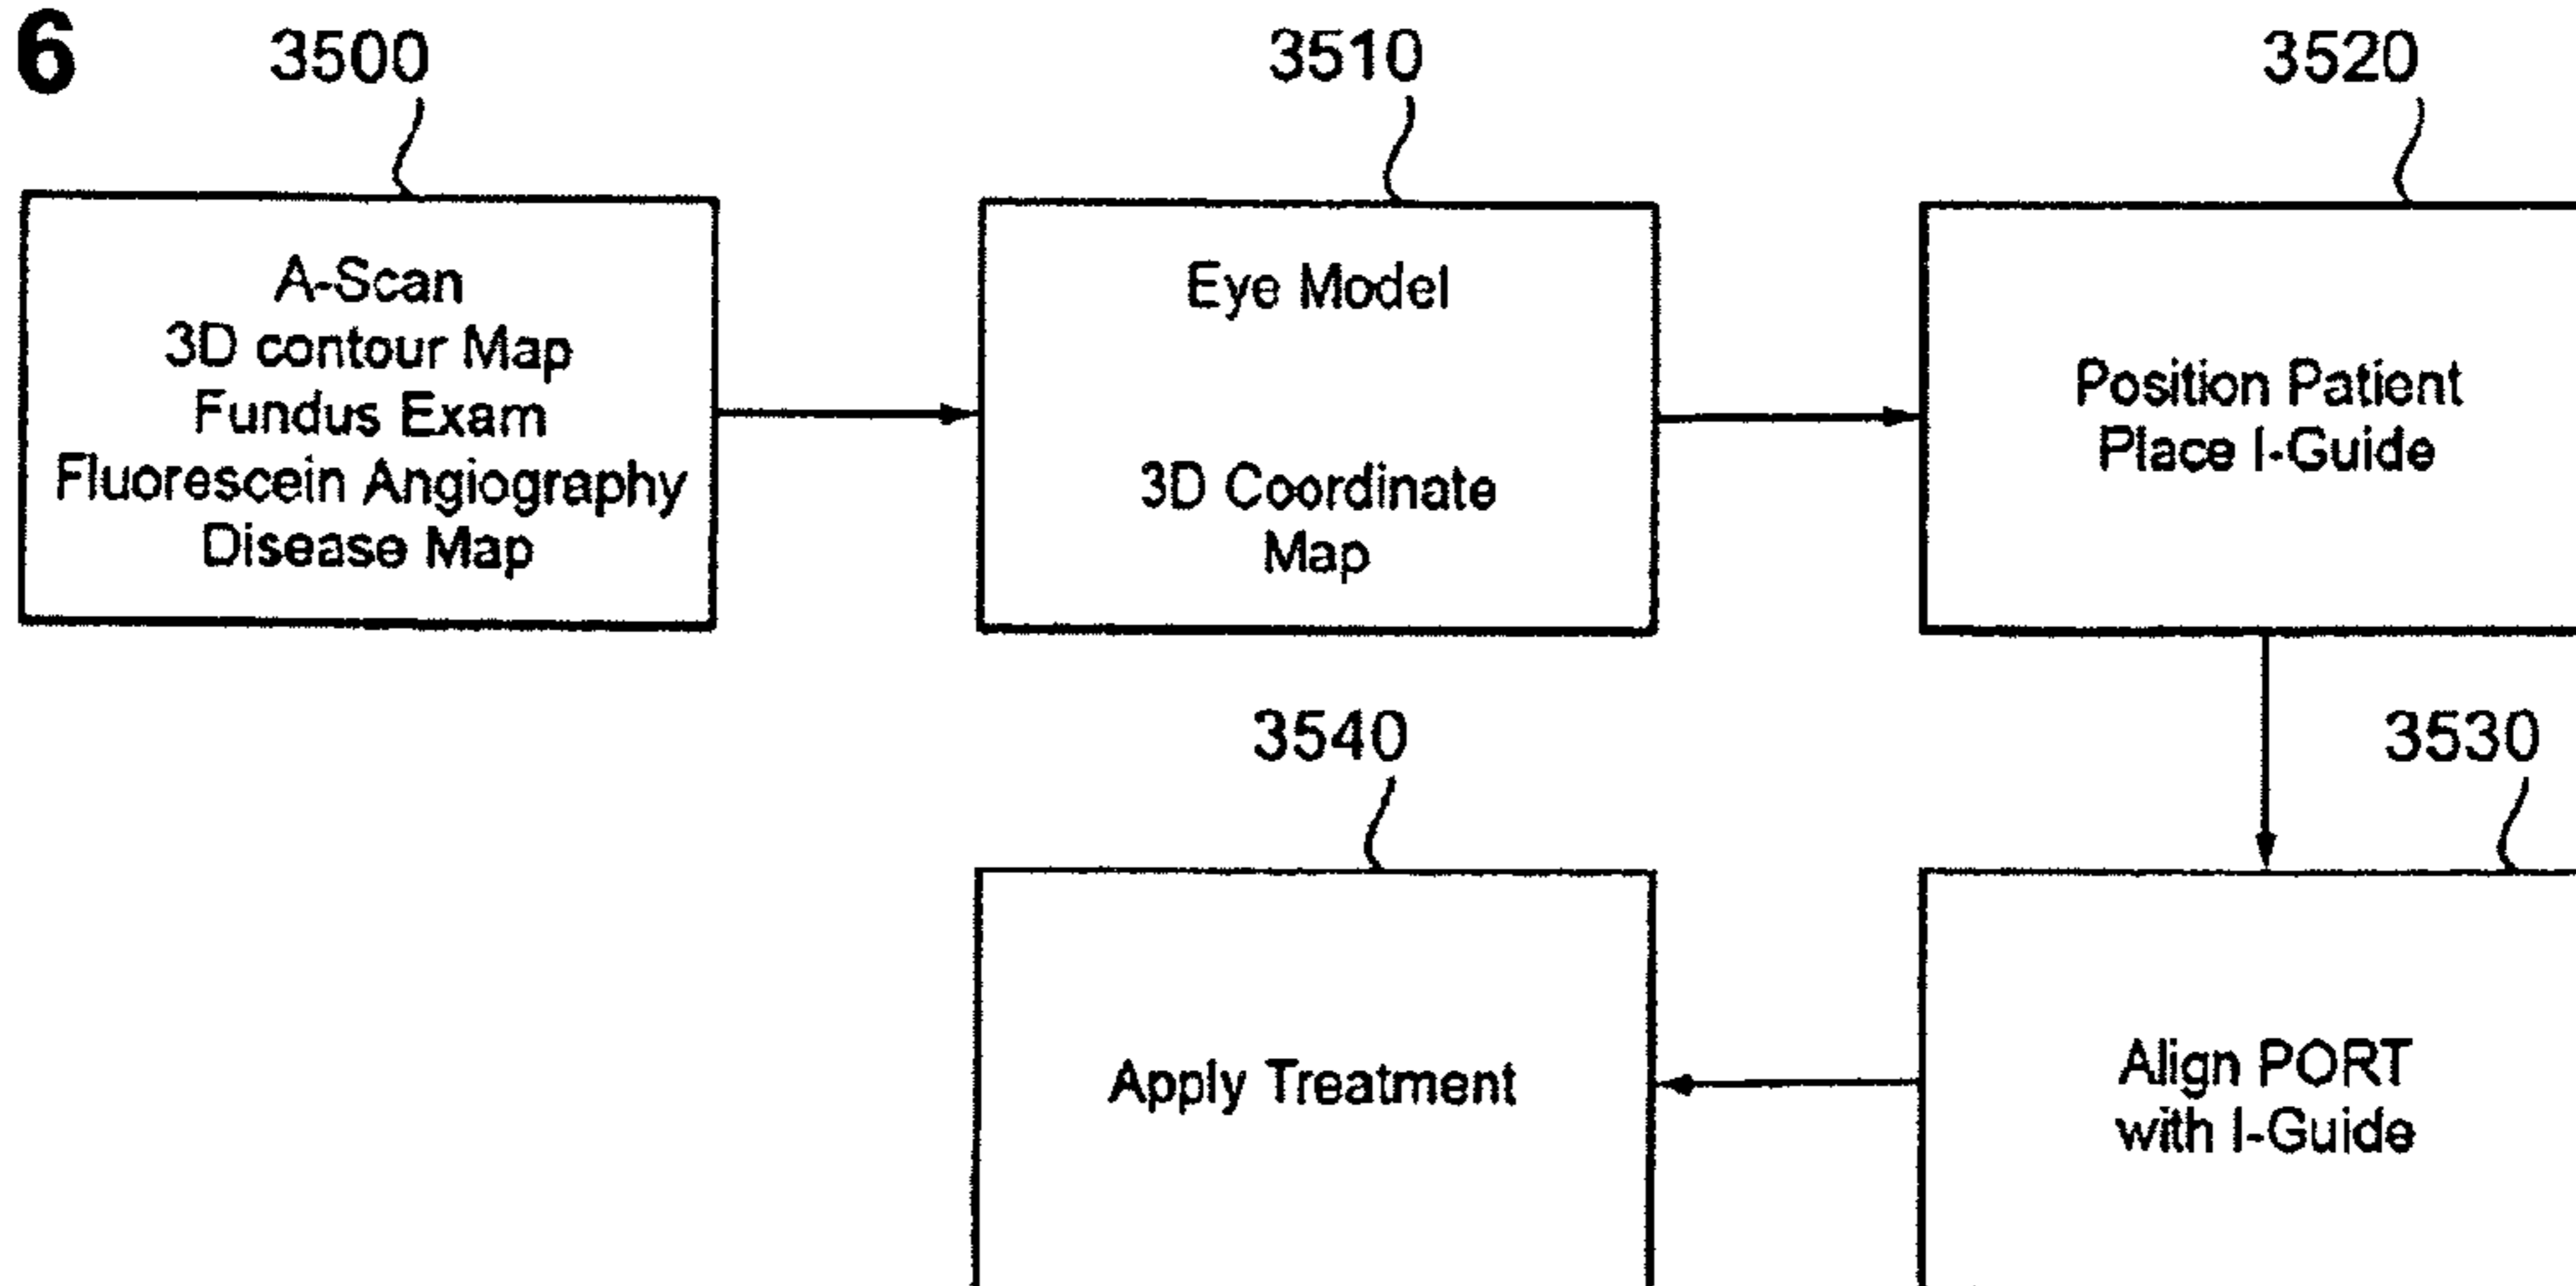 6
3500
3510
3520
A-Scan
3D contour Map
Fundus Exam
Fluorescein Angiography
Disease Map
Eye Model
3D Coordinate
Map
Position Patient
Place I-Guide
3540
3530
Apply Treatment
Align PORT
with I-Guide